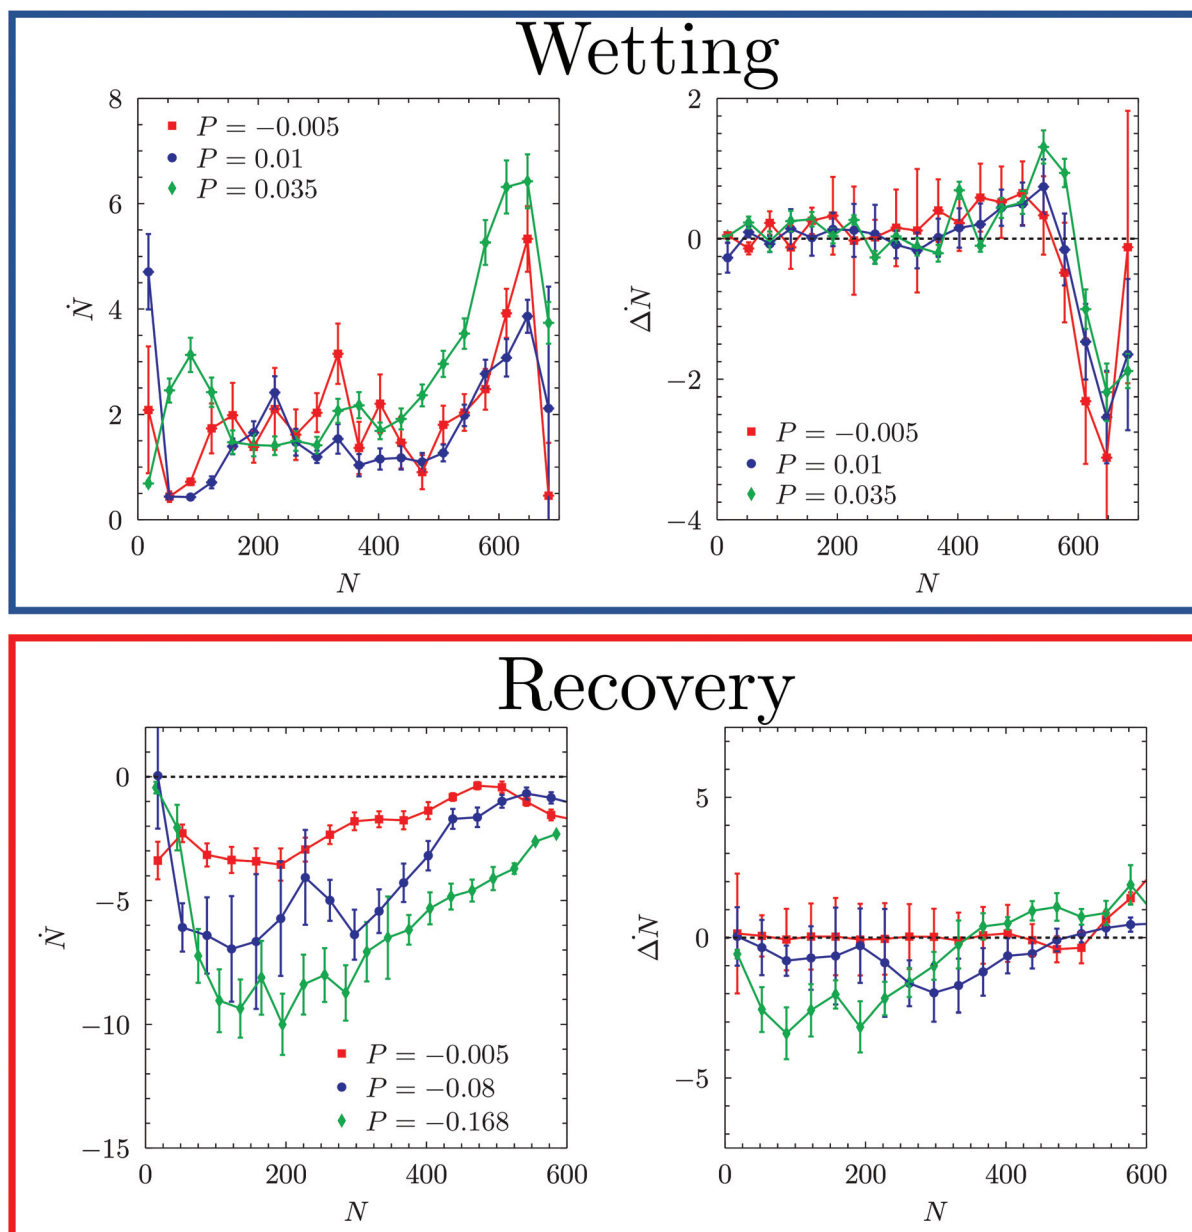 Wetting
8
6
4
2
0
Ṅ
P = −0.005
P = 0.01
P = 0.035
0 200 400 600
N
2
0
−2
−4
ΔṄ
P = −0.005
P = 0.01
P = 0.035
0 200 400 600
N
Recovery
0
−5
−10
−15
Ṅ
P = −0.005
P = −0.08
P = −0.168
0 200 400 600
N
5
0
−5
ΔṄ
0 200 400 600
N